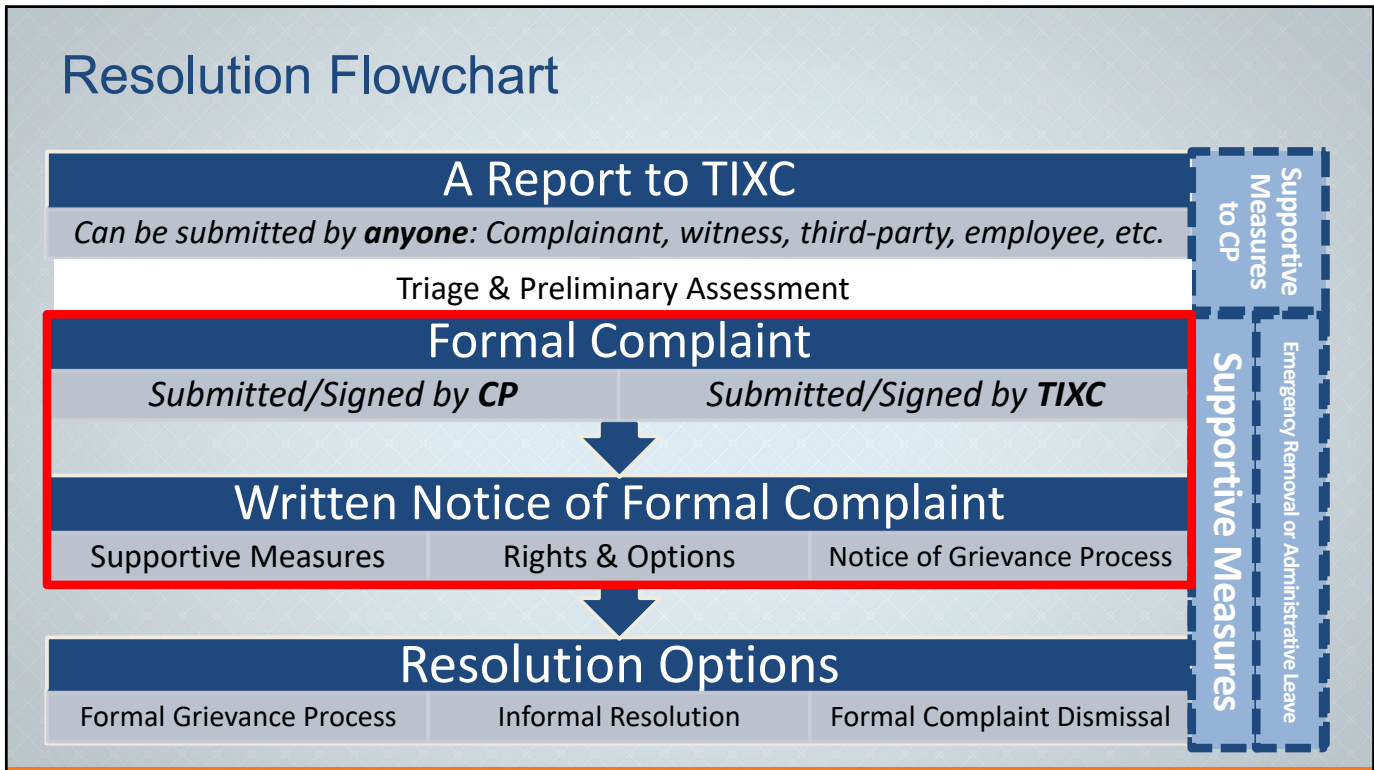 Resolution Flowchart
A Report to TIXC
Can be submitted by anyone: Complainant, witness, third-party, employee, etc.
Triage & Preliminary Assessment
Formal Complaint
Submitted/Signed by CP
Submitted/Signed by TIXC
Written Notice of Formal Complaint
Supportive Measures
Rights & Options
Notice of Grievance Process
Resolution Options
Formal Grievance Process
Informal Resolution
Formal Complaint Dismissal
Supportive
Measures
to CP
Supportive Measures
Emergency Removal or Administrative Leave